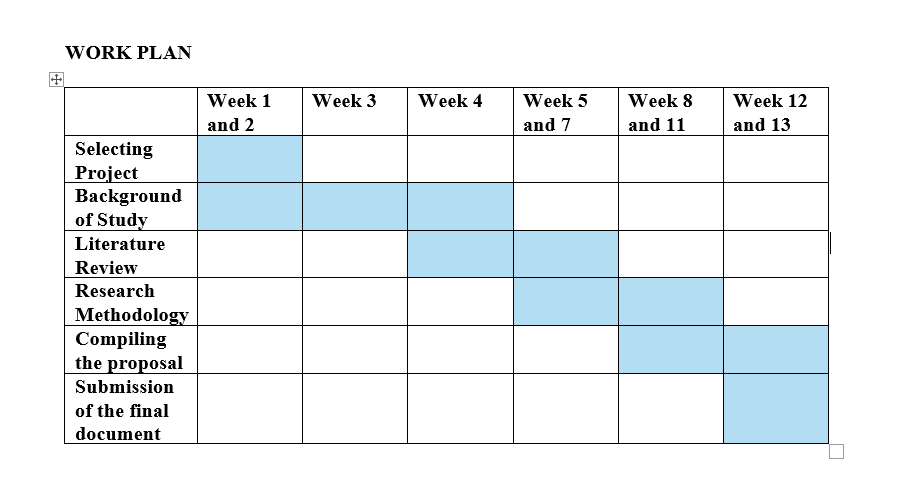 WORK PLAN
Week 1
and 2
Week 3
Week 4
Week 5
and 7
Week 8
and 11
Week 12
and 13
Selecting
Project
Background
of Study
Literature
Review
Research
Methodology
Compiling
the proposal
Submission
of the final
document